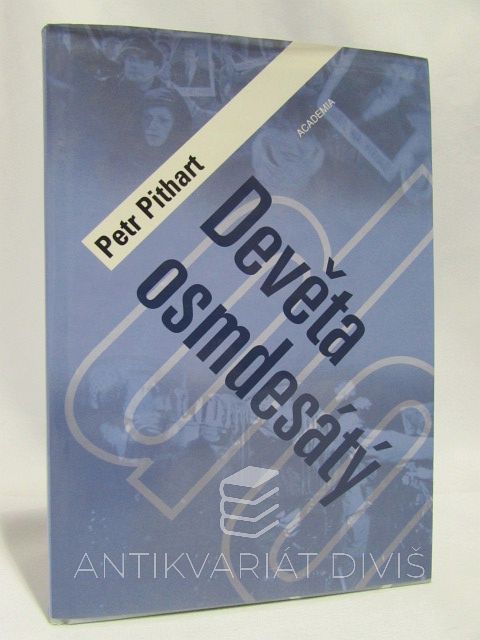 ACADEMIA
Petr Pithart
Devěta
osmdesátý
ANTIKVARIÁT DIVIŠ